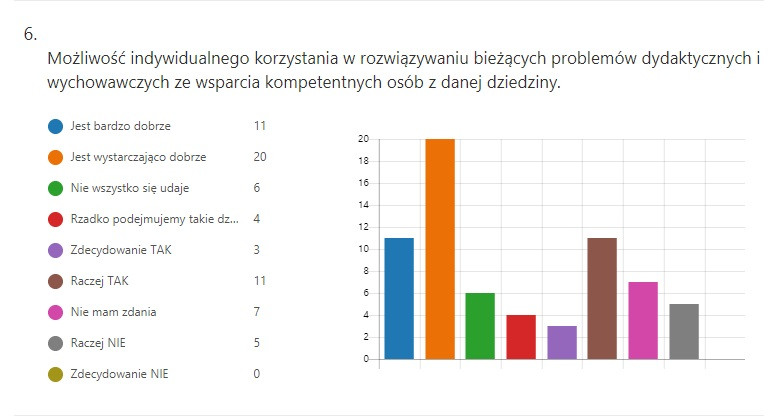 6.
Możliwość indywidualnego korzystania w rozwiązywaniu bieżących problemów dydaktycznych i
wychowawczych ze wsparcia kompetentnych osób z danej dziedziny.
Jest bardzo dobrze 11
Jest wystarczająco dobrze 20
Nie wszystko się udaje 6
Rzadko podejmujemy takie dz... 4
Zdecydowanie TAK 3
Raczej TAK 11
Nie mam zdania 7
Raczej NIE 5
Zdecydowanie NIE 0
20
18
16
14
12
10
8
6
4
2
0